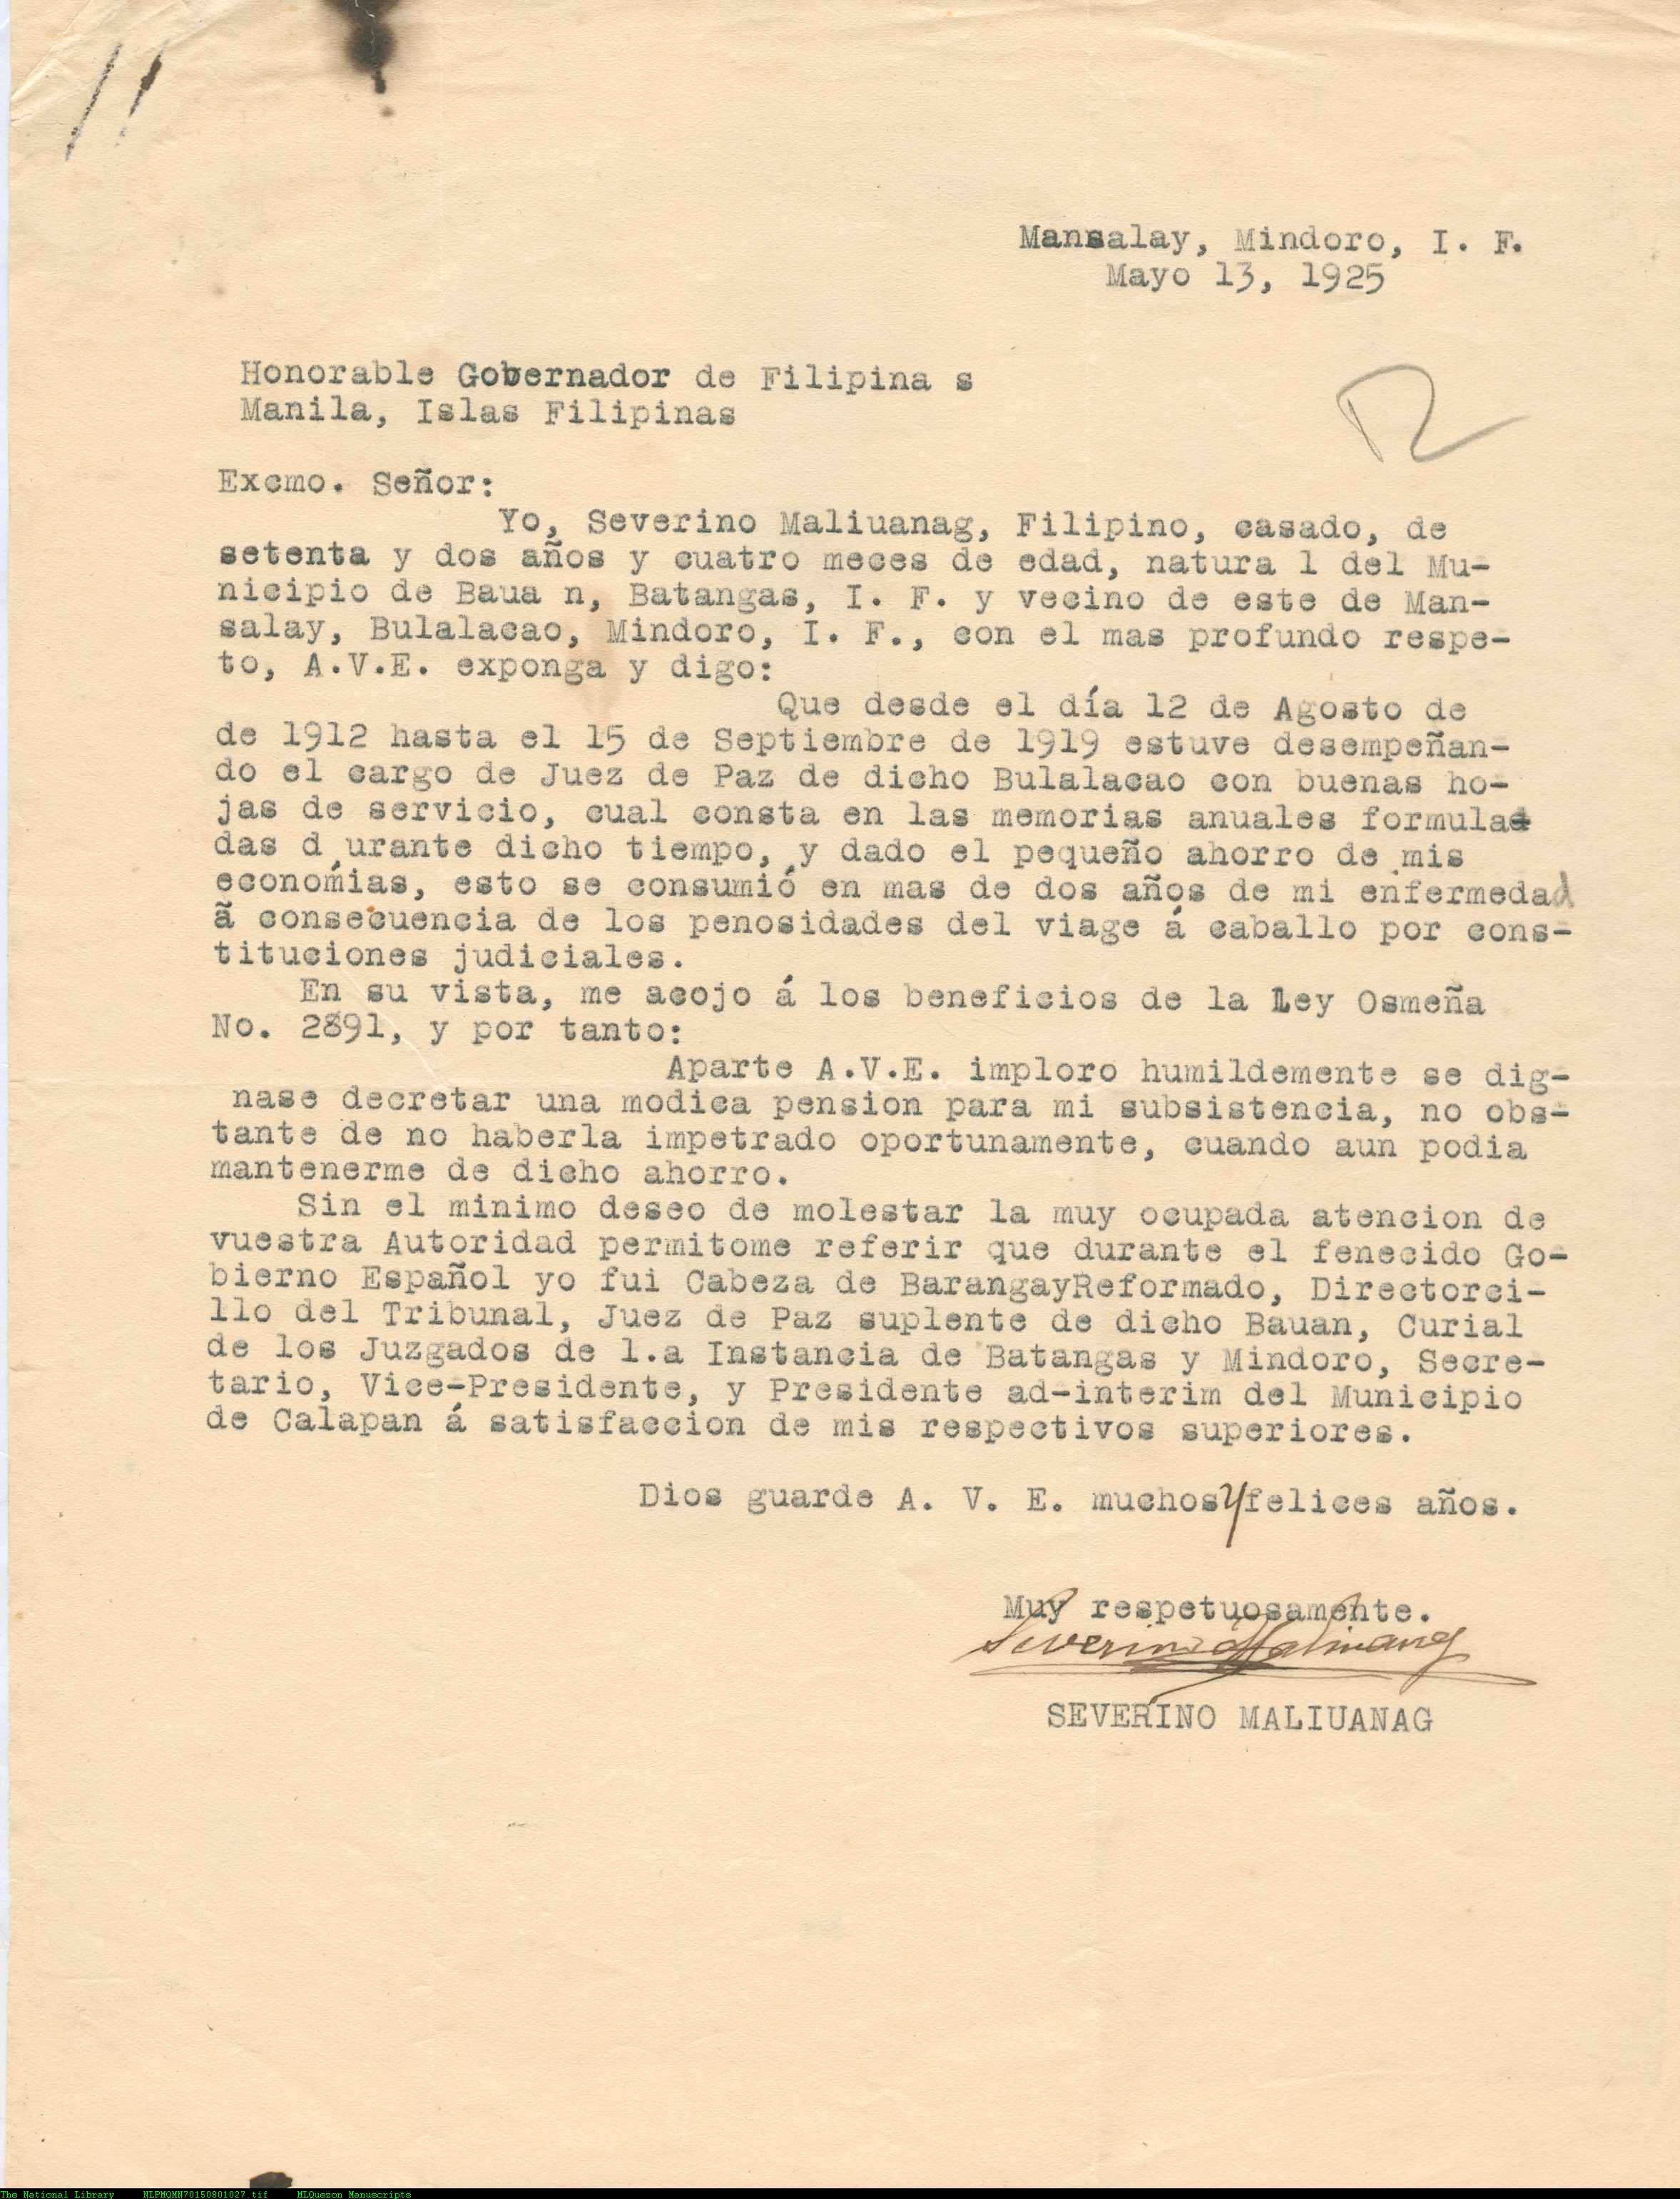 Mansalay, Mindoro, I. F.
Mayo 13, 1925
Honorable Gobernador de Filipina s
Manila, Islas Filipinas
Excmo. Señor:
Yo, Severino Maliuanag, Filipino, casado, de
setenta y dos años y cuatro meces de edad, natura l del Mu-
nicipio de Baua n, Batangas, I. F. y vecino de este de Man-
salay, Bulalacao, Mindoro, I. F., con el mas profundo respe-
to, A.V.E. exponga y digo:
Que desde el día 12 de Agosto de
de 1912 hasta el 15 de Septiembre de 1919 estuve desempeñan-
do el cargo de Juez de Paz de dicho Bulalacao con buenas ho-
jas de servicio, cual consta en las memorias anuales formula-
das d urante dicho tiempo, y dado el pequeño ahorro de mis
economías, esto se consumió en mas de dos años de mi enfermedad
ã consecuencia de los penosidades del viage á caballo por cons-
tituciones judiciales.
En su vista, me acojo á los beneficios de la Ley Osmeña
No. 2891, y por tanto:
Aparte A.V.E. imploro humildemente se dig-
nase decretar una modica pension para mi subsistencia, no obs-
tante de no haberla impetrado oportunamente, cuando aun podia
mantenerme de dicho ahorro.
Sin el minimo deseo de molestar la muy ocupada atencion de
vuestra Autoridad permitome referir que durante el fenecido Go-
bierno Español yo fui Cabeza de BarangayReformado, Directorci-
llo del Tribunal, Juez de Paz suplente de dicho Bauan, Curial
de los Juzgados de 1.a Instancia de Batangas y Mindoro, Secre-
tario, Vice-Presidente, y Presidente ad-interim del Municipio
de Calapan á satisfaccion de mis respectivos superiores.
Dios guarde A. V. E. muchos y felices años.
Muy respetuosamente.
Severino Maliuanag
SEVERINO MALIUANAG
The National Library NLPMQMN70150801027.tif MLQuezon Manuscripts